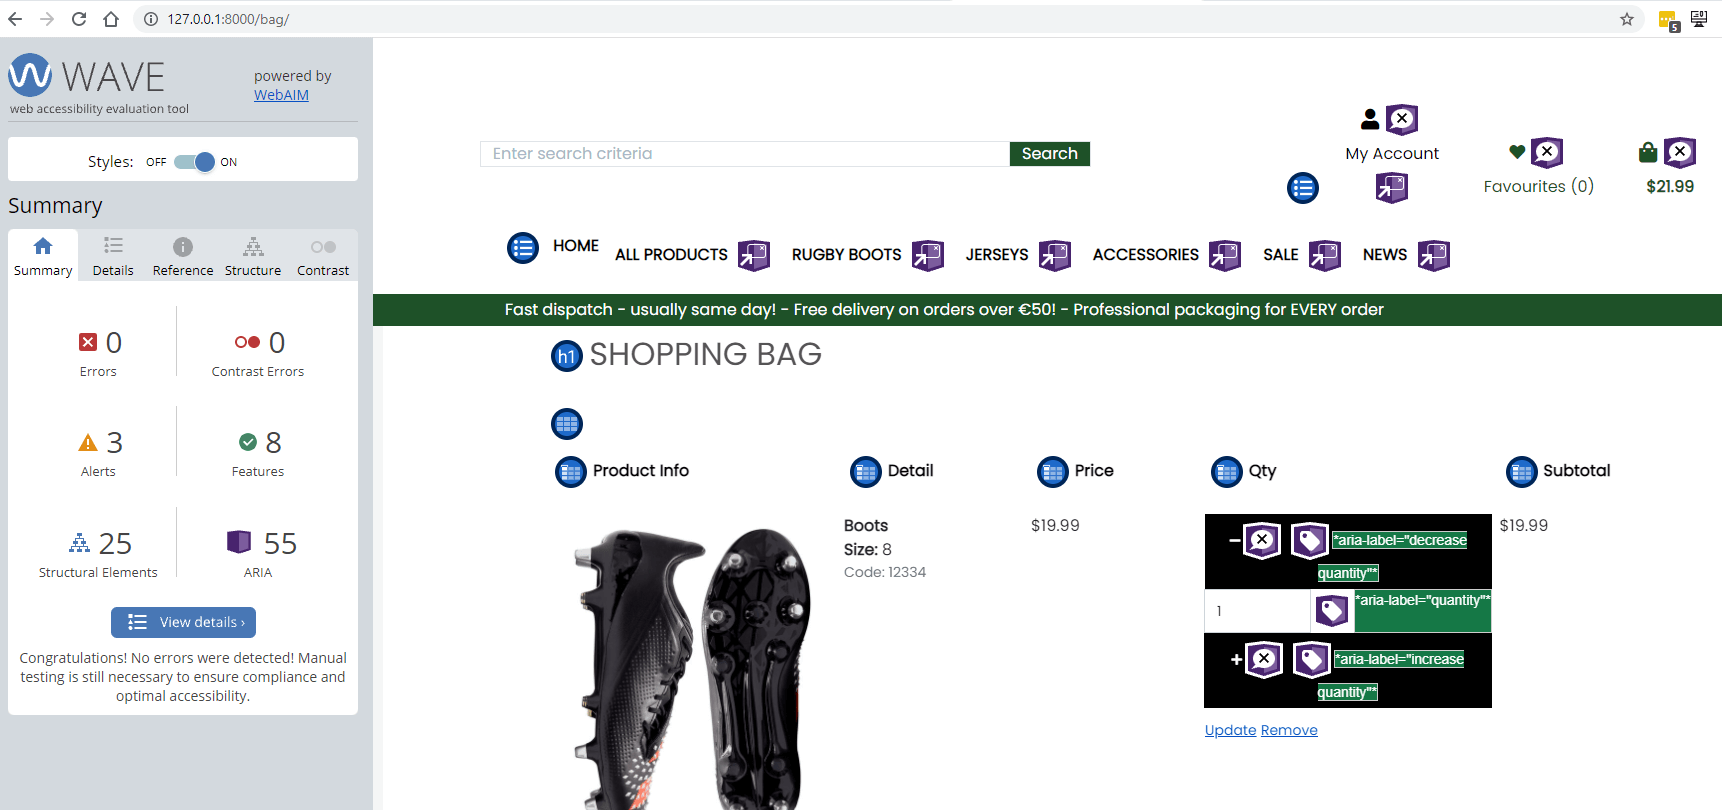 127.0.0.1:8000/bag/
5
WAVE
web accessibility evaluation tool
powered by
WebAIM
Styles: OFF ON
Summary
Summary Details Reference Structure Contrast
0
Errors
0
Contrast Errors
3
Alerts
8
Features
25
Structural Elements
55
ARIA
View details ›
Congratulations! No errors were detected! Manual
testing is still necessary to ensure compliance and
optimal accessibility.
Enter search criteria Search
My Account
Favourites (0)
$21.99
HOME ALL PRODUCTS RUGBY BOOTS JERSEYS ACCESSORIES SALE NEWS
Fast dispatch - usually same day! - Free delivery on orders over €50! - Professional packaging for EVERY order
h1 SHOPPING BAG
Product Info Detail Price Qty Subtotal
Boots
Size: 8
Code: 12334
$19.99
− *aria-label="decrease
quantity"*
1 *aria-label="quantity"*
+ *aria-label="increase
quantity"*
Update Remove
$19.99